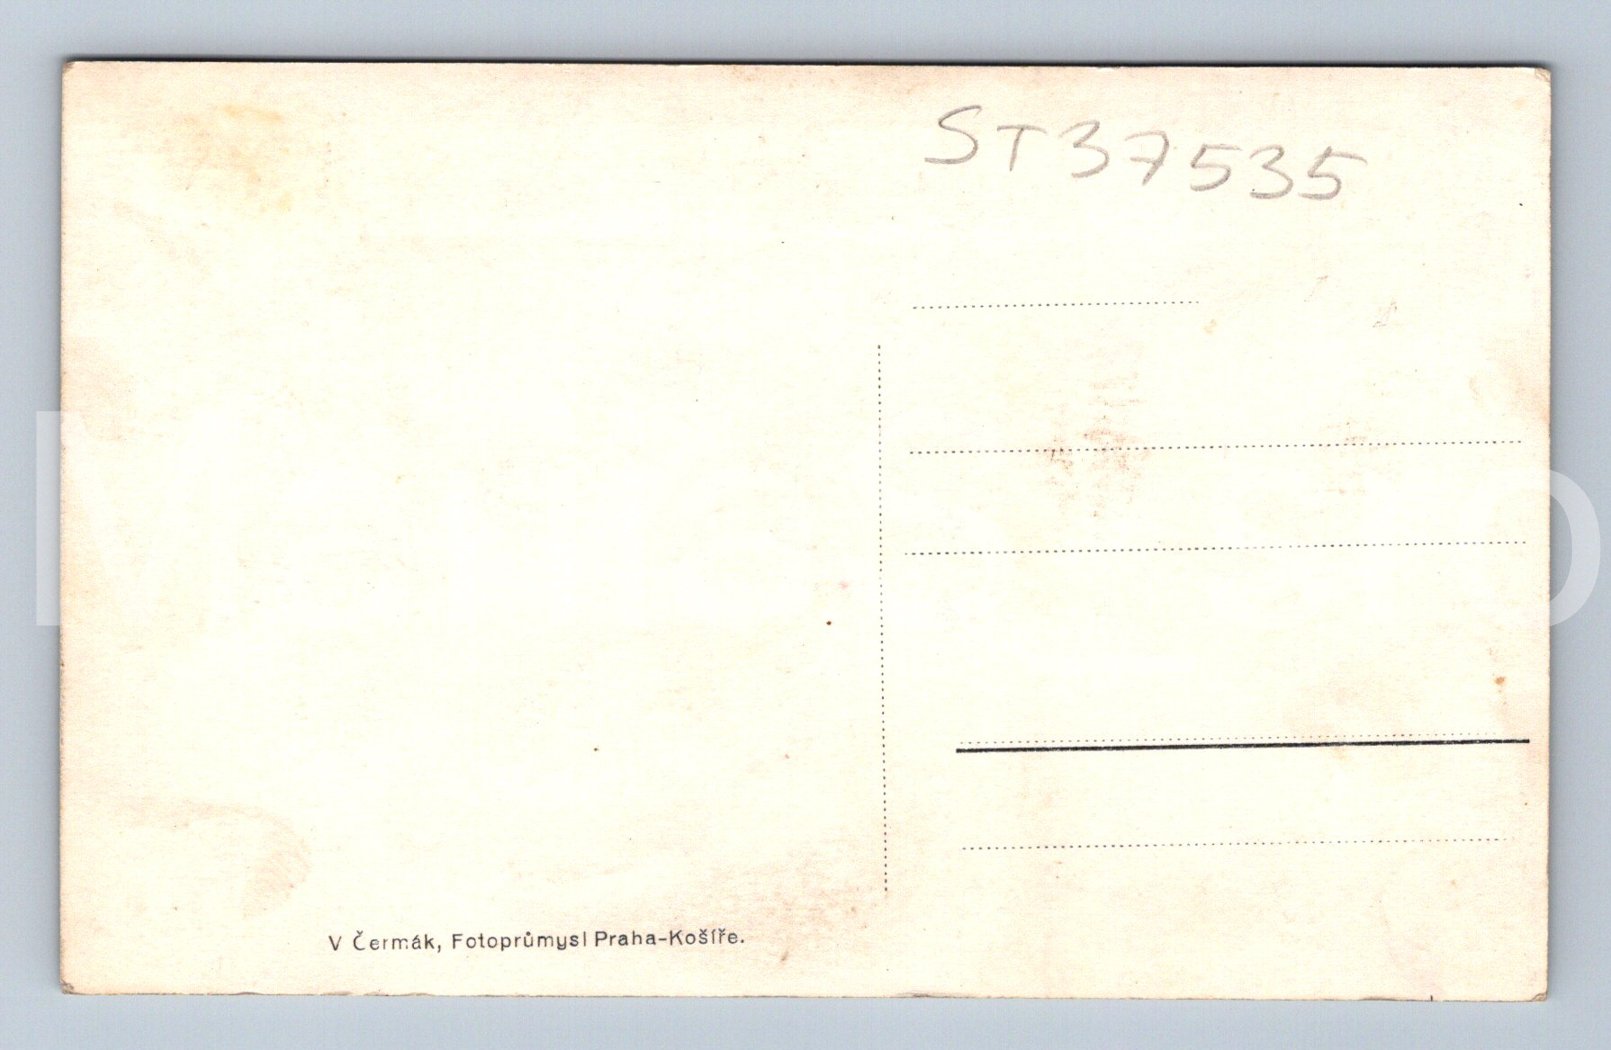 ST37535
V Čermák, Fotoprůmysl Praha-Košíře.